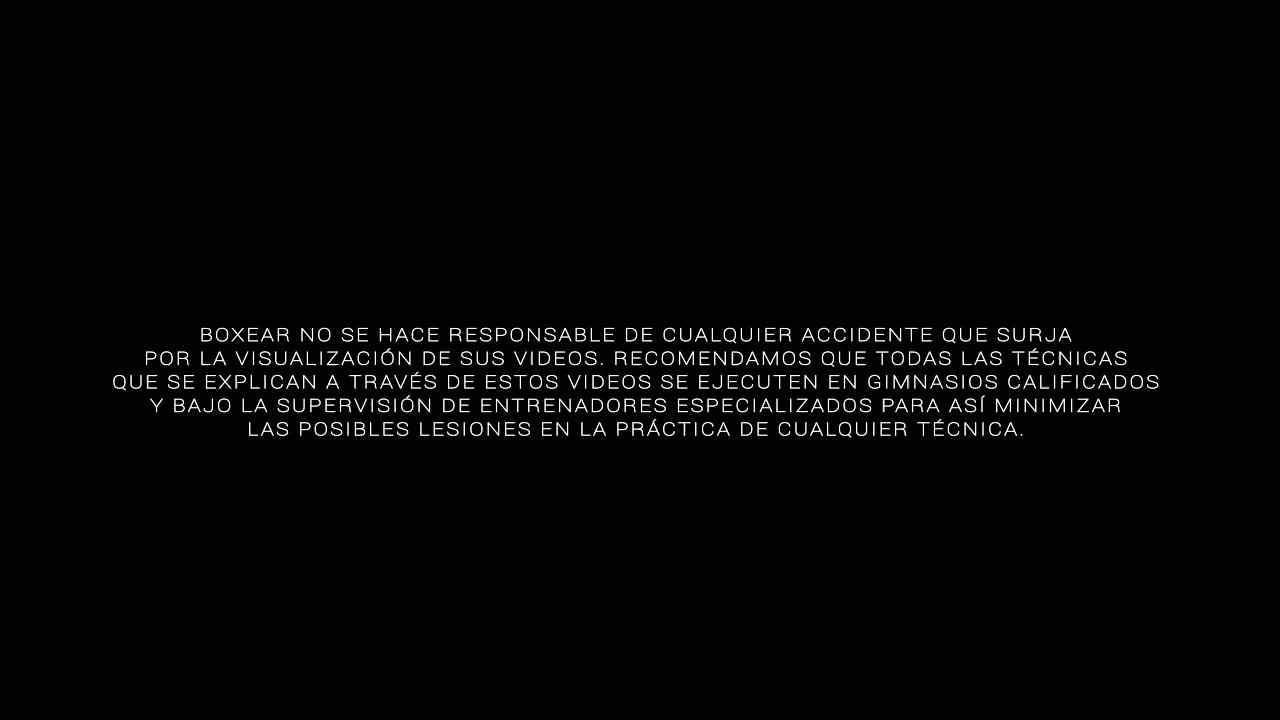 BOXEAR NO SE HACE RESPONSABLE DE CUALQUIER ACCIDENTE QUE SURJA
POR LA VISUALIZACIÓN DE SUS VIDEOS. RECOMENDAMOS QUE TODAS LAS TÉCNICAS
QUE SE EXPLICAN A TRAVÉS DE ESTOS VIDEOS SE EJECUTEN EN GIMNASIOS CALIFICADOS
Y BAJO LA SUPERVISIÓN DE ENTRENADORES ESPECIALIZADOS PARA ASÍ MINIMIZAR
LAS POSIBLES LESIONES EN LA PRÁCTICA DE CUALQUIER TÉCNICA.